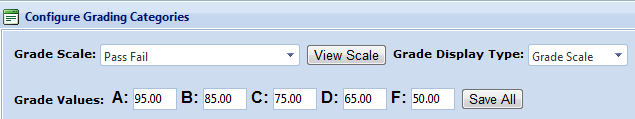 Configure Grading Categories
Grade Scale: Pass Fail View Scale Grade Display Type: Grade Scale
Grade Values: A: 95.00 B: 85.00 C: 75.00 D: 65.00 F: 50.00 Save All